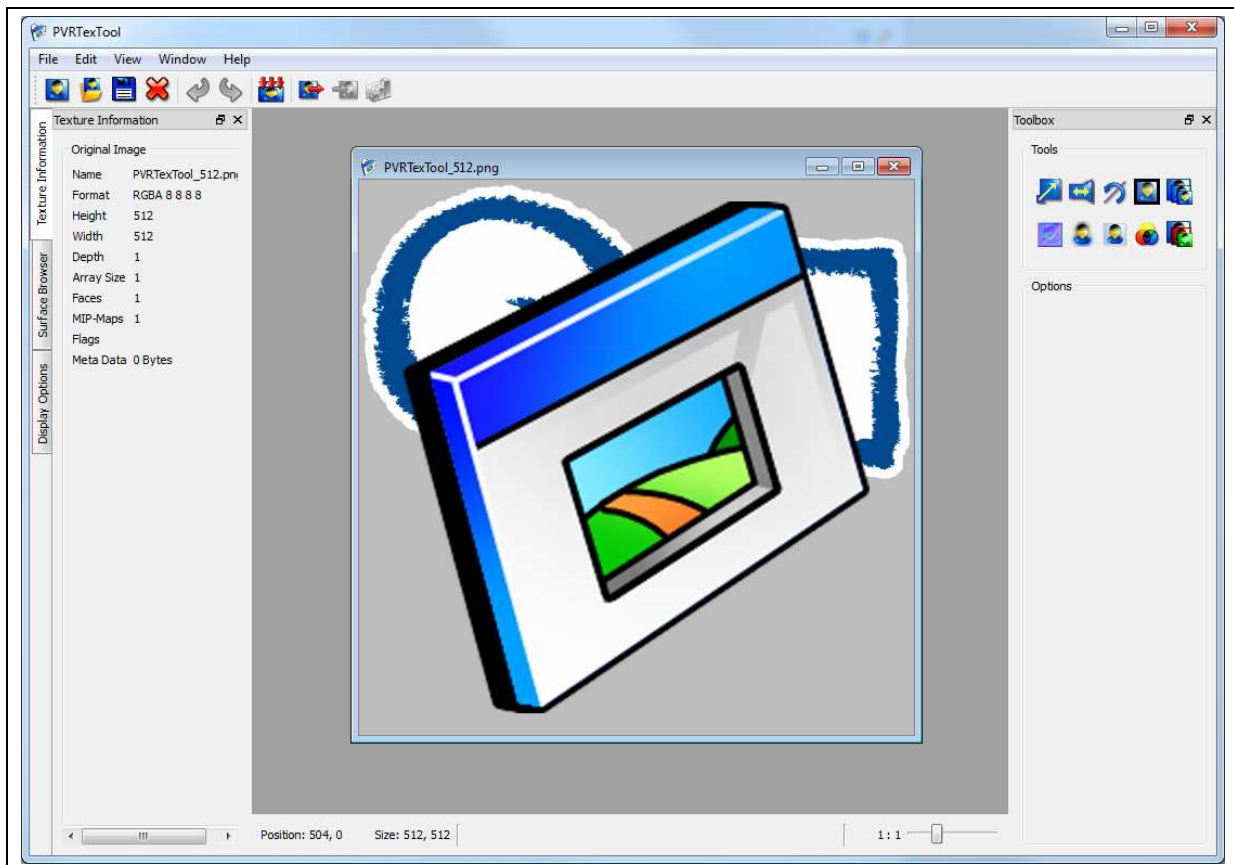 PVRTexTool
File Edit View Window Help
Texture Information
Surface Browser
Display Options
Texture Information
Original Image
Name PVRTexTool_512.pn
Format RGBA 8 8 8 8
Height 512
Width 512
Depth 1
Array Size 1
Faces 1
MIP-Maps 1
Flags
Meta Data 0 Bytes
PVRTexTool_512.png
Toolbox
Tools
Options
Position: 504, 0 Size: 512, 512
1 : 1